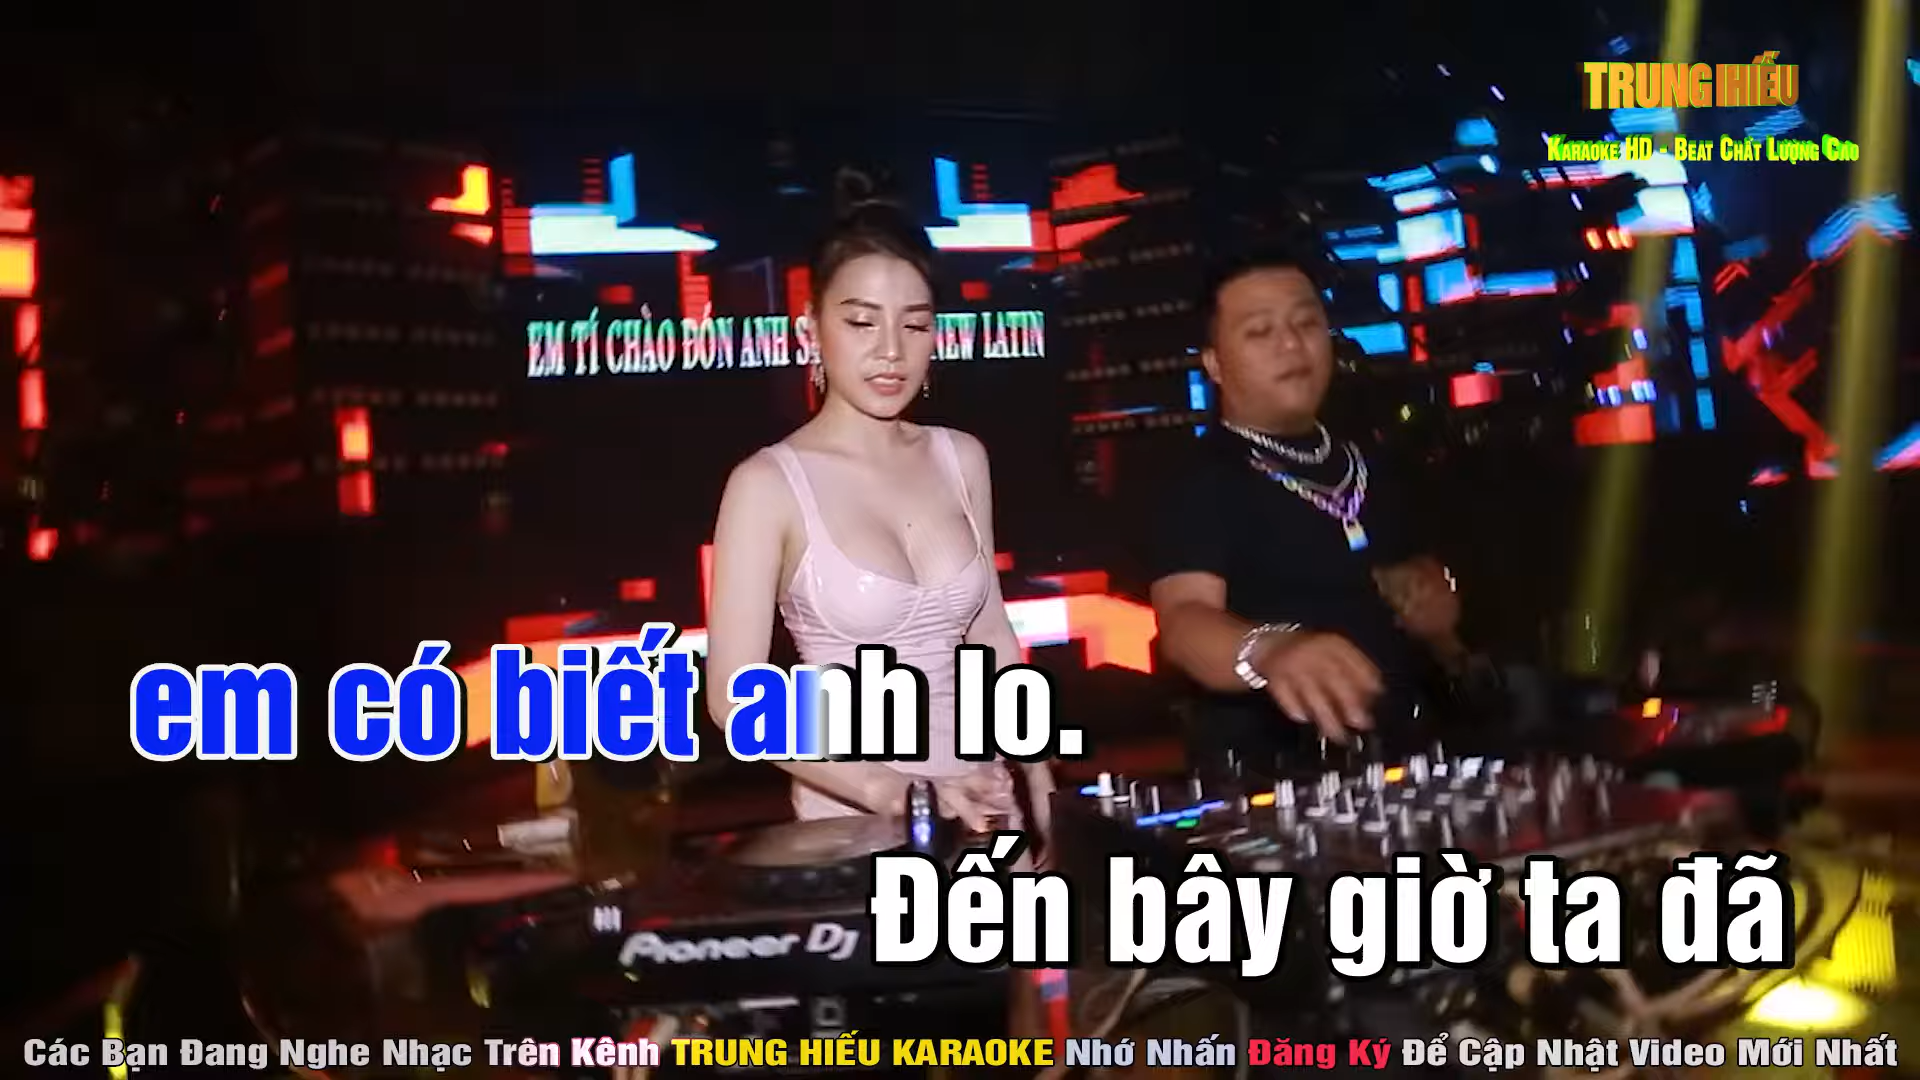 TRUNG HIẾU
KARAOKE HD - BEAT CHẤT LƯỢNG CAO
EM TÍ CHÀO ĐÓN ANH NEW LATIN
em có biết anh lo.
Đến bây giờ ta đã
Pioneer DJ
Các Bạn Đang Nghe Nhạc Trên Kênh TRUNG HIẾU KARAOKE Nhớ Nhấn Đăng Ký Để Cập Nhật Video Mới Nhất